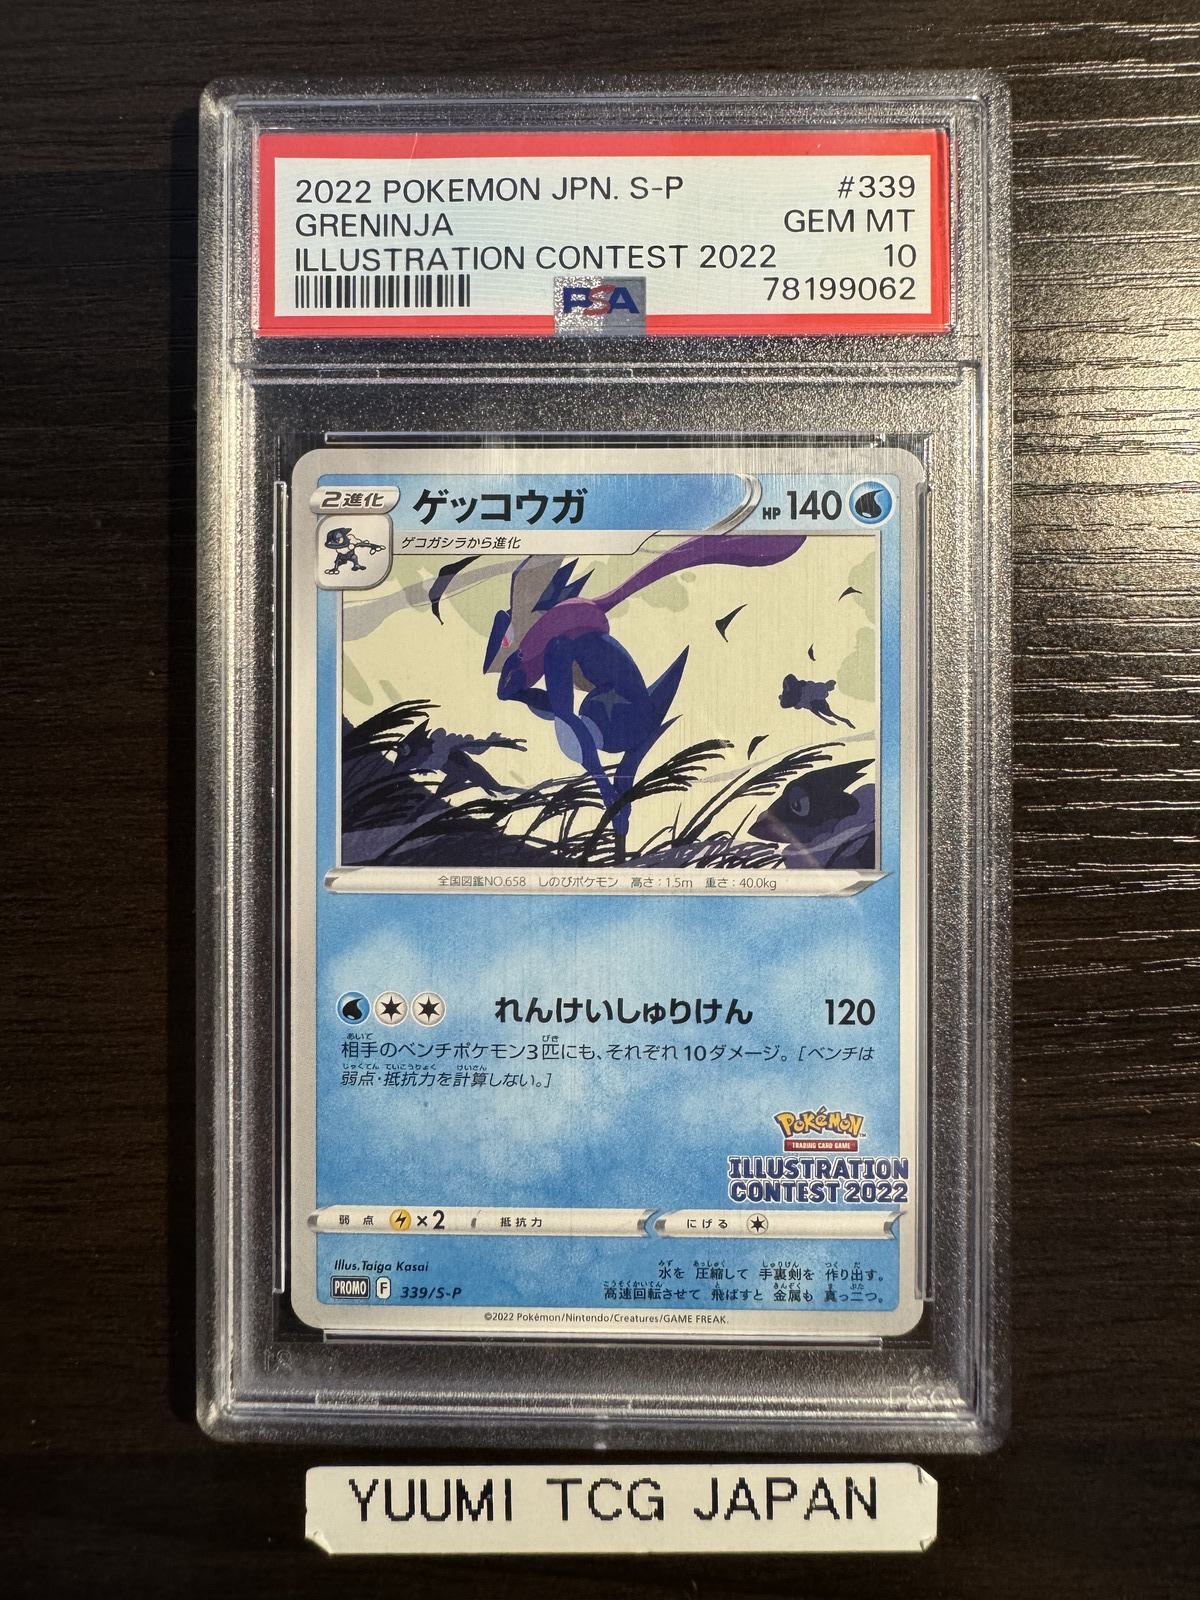 2022 POKEMON JPN. S-P #339
GRENINJA GEM MT
ILLUSTRATION CONTEST 2022 10
78199062
PSA
2進化 ゲッコウガ HP 140
ゲコガシラから進化
全国図鑑NO.658 しのびポケモン 高さ:1.5m 重さ:40.0kg
れんけいしゅりけん 120
相手のベンチポケモン3匹にも、それぞれ10ダメージ。[ベンチは
弱点・抵抗力を計算しない。]
POKéMON
TRADING CARD GAME
ILLUSTRATION
CONTEST 2022
弱点 ×2 抵抗力 にげる
Illus.Taiga Kasai
PROMO F 339/S-P
水を 圧縮して 手裏剣を 作り出す。
高速回転させて 飛ばすと 金属も 真っ二つ。
©2022 Pokémon/Nintendo/Creatures/GAME FREAK.
YUUMI TCG JAPAN